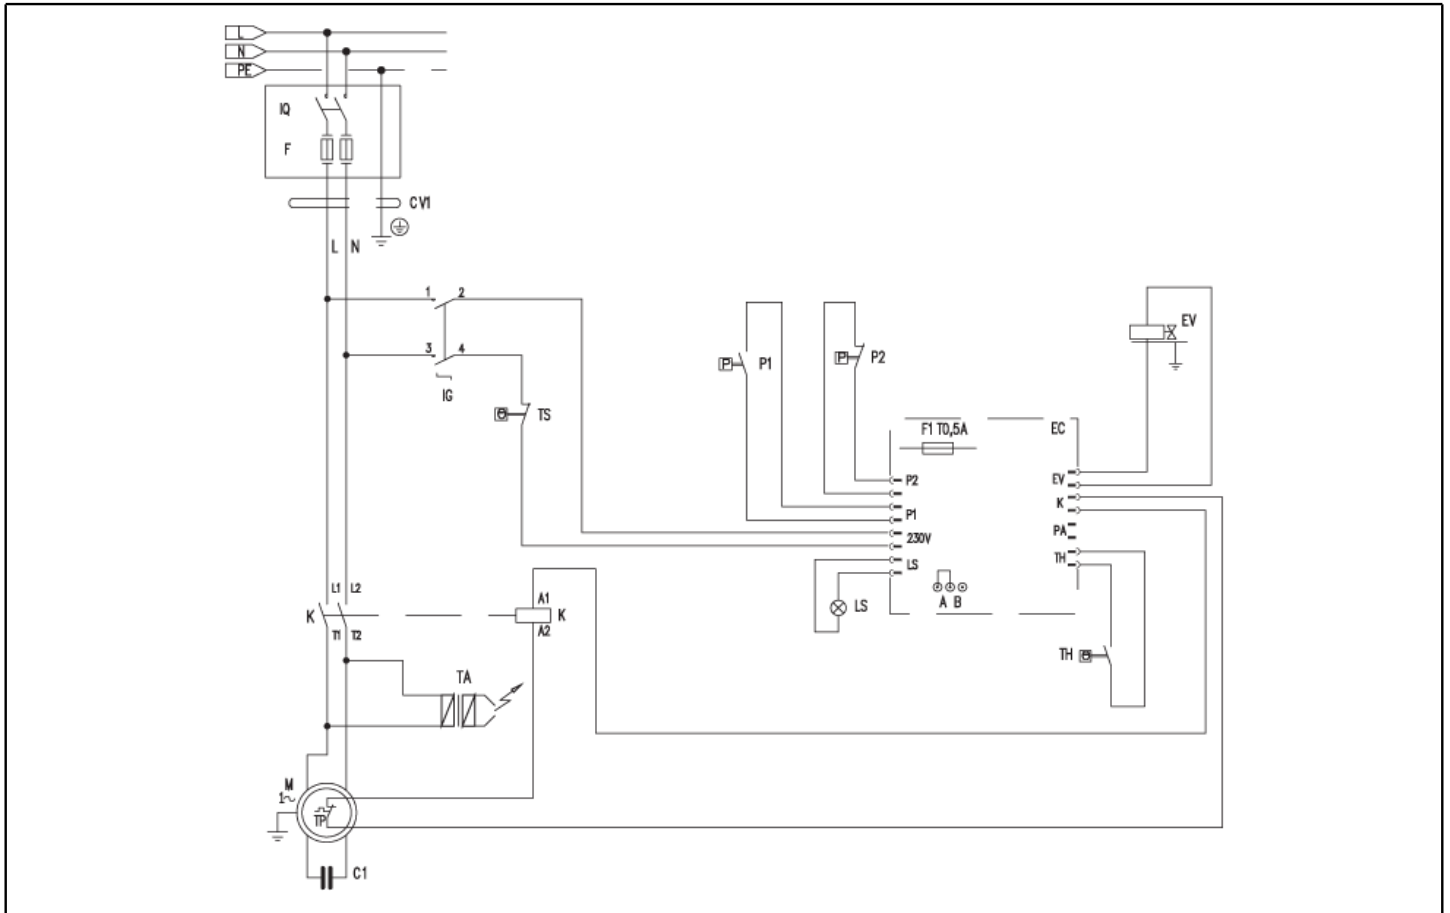 L
N
PE
IQ
F
CV1
L N
1 2
3 4
IG
TS
P P1
P P2
EV
F1 T0,5A
EC
P2
P1
230V
LS
EV
K
PA
TH
A B
LS
TH
L1 L2
K
T1 T2
A1
K
A2
TA
M
1~
TP
C1